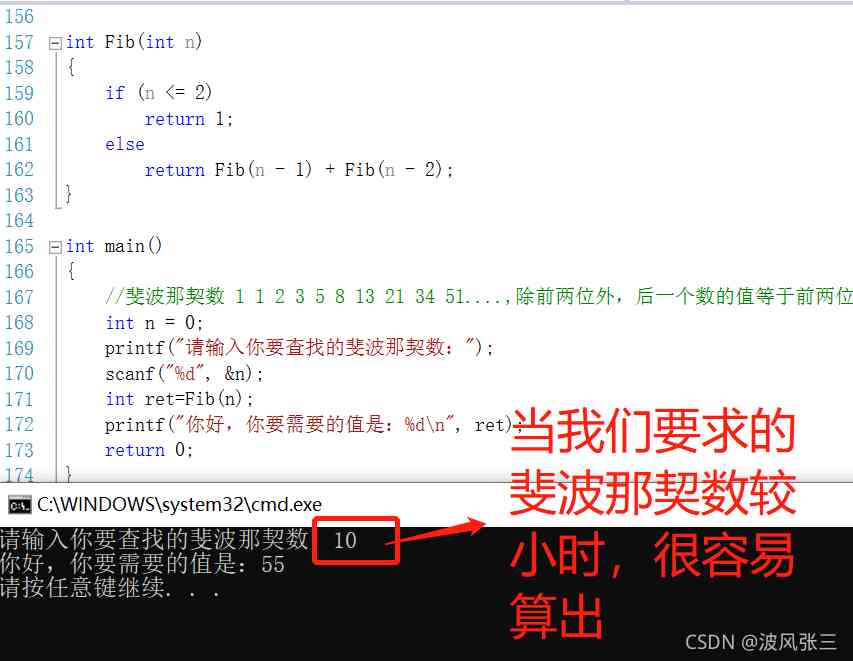 156
157 int Fib(int n)
158 {
159 if (n <= 2)
160 return 1;
161 else
162 return Fib(n - 1) + Fib(n - 2);
163 }
164
165 int main()
166 {
167 //斐波那契数 1 1 2 3 5 8 13 21 34 51....,除前两位外，后一个数的值等于前两位
168 int n = 0;
169 printf("请输入你要查找的斐波那契数：");
170 scanf("%d", &n);
171 int ret=Fib(n);
172 printf("你好，你要需要的值是：%d\n", ret);
173 return 0;
174 }
当我们要求的
斐波那契数较
小时，很容易
算出
C:\WINDOWS\system32\cmd.exe
请输入你要查找的斐波那契数 10
你好，你要需要的值是：55
请按任意键继续. . .
CSDN @波风张三